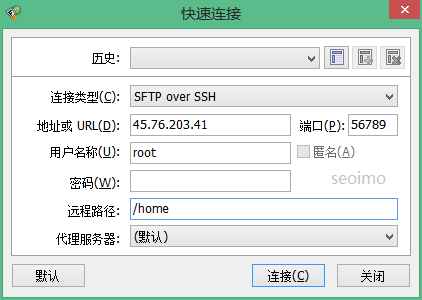 快速连接
历史:
连接类型(C): SFTP over SSH
地址或 URL(D): 45.76.203.41 端口(P): 56789
用户名称(U): root 匿名(A)
密码(W): seoimo
远程路径: /home
代理服务器: (默认)
默认 连接(C) 关闭